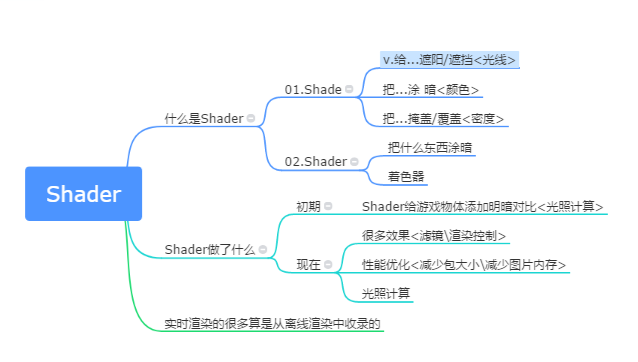 Shader
什么是Shader
01.Shade
v.给...遮阳/遮挡<光线>
把...涂 暗<颜色>
把...掩盖/覆盖<密度>
02.Shader
把什么东西涂暗
着色器
Shader做了什么
初期
Shader给游戏物体添加明暗对比<光照计算>
现在
很多效果<滤镜\渲染控制>
性能优化<减少包大小\减少图片内存>
光照计算
实时渲染的很多算是从离线渲染中收录的